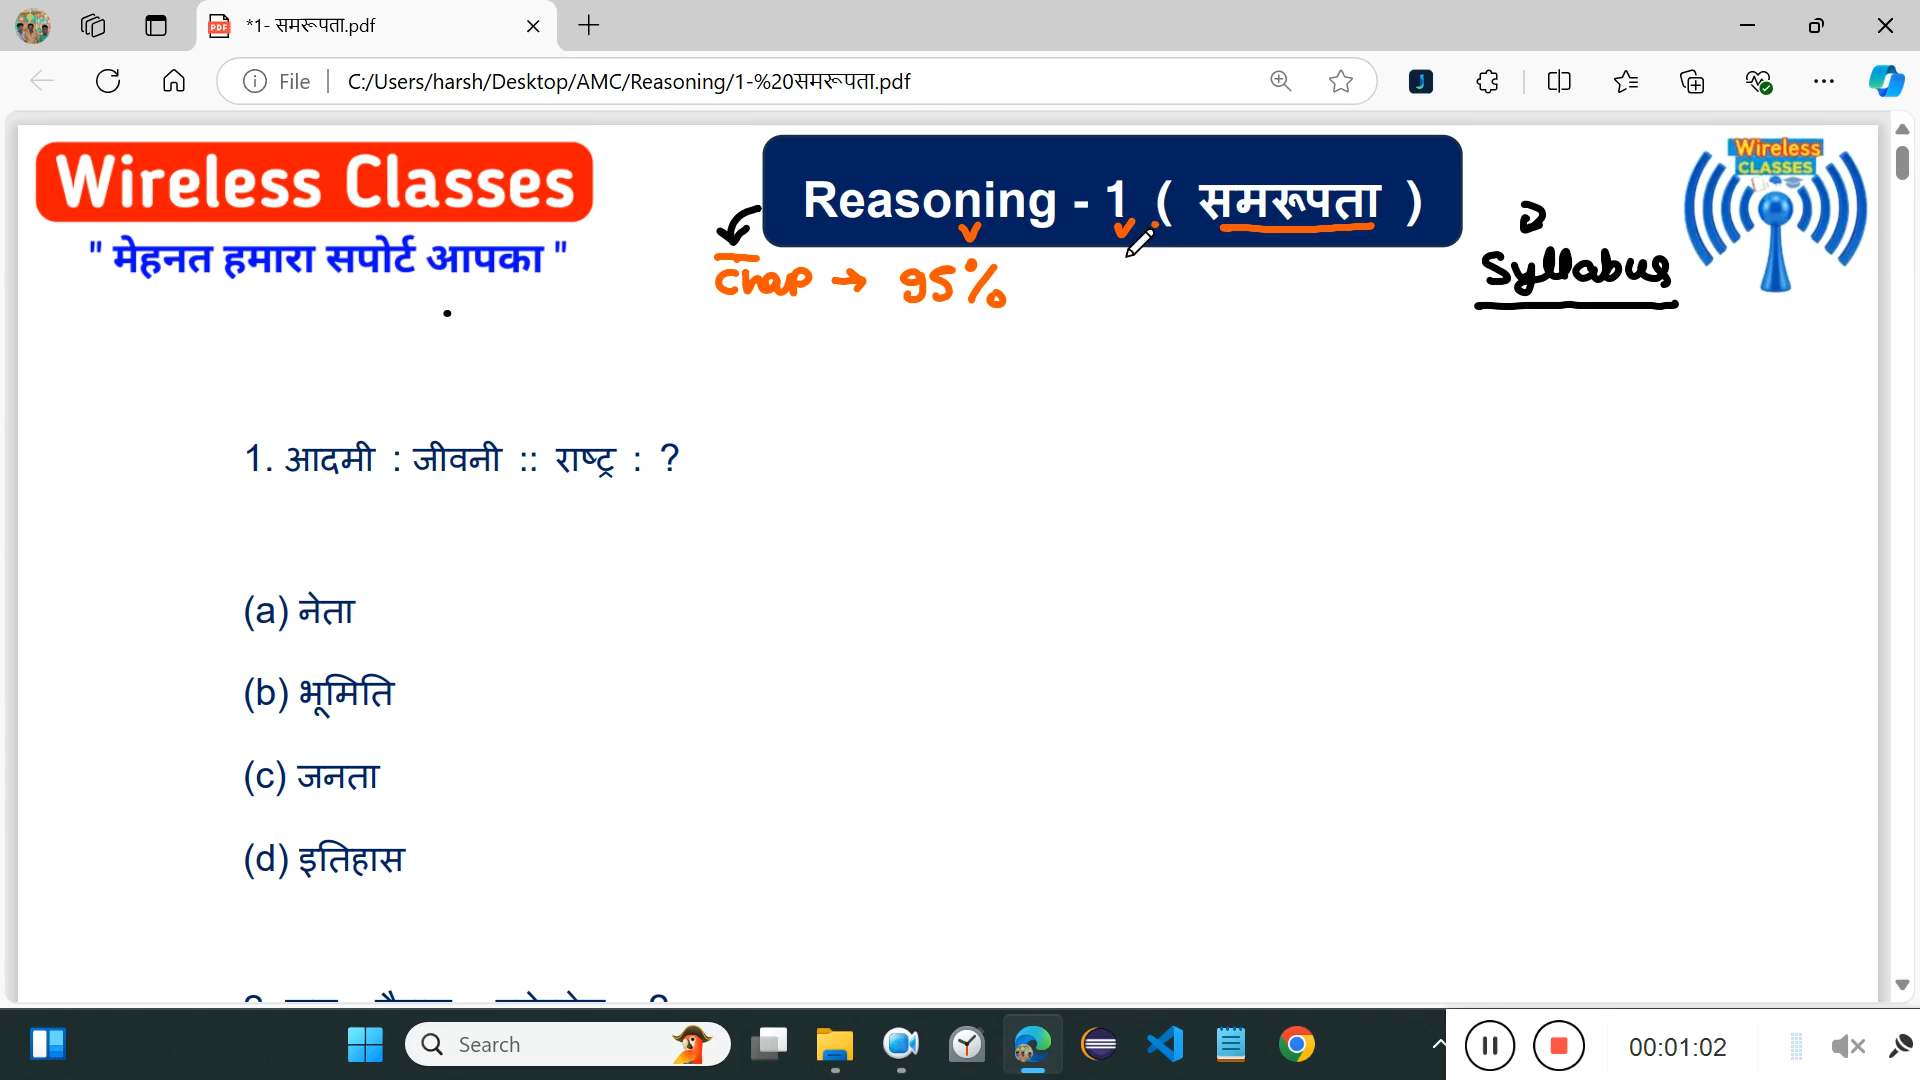 *1- समरूपता.pdf
File
C:/Users/harsh/Desktop/AMC/Reasoning/1-%20समरूपता.pdf
Wireless Classes
" मेहनत हमारा सपोर्ट आपका "
Reasoning - 1 ( समरूपता )
Chap → 95%
Syllabus
Wireless
CLASSES
1. आदमी : जीवनी :: राष्ट्र : ?
(a) नेता
(b) भूमिति
(c) जनता
(d) इतिहास
Search
00:01:02